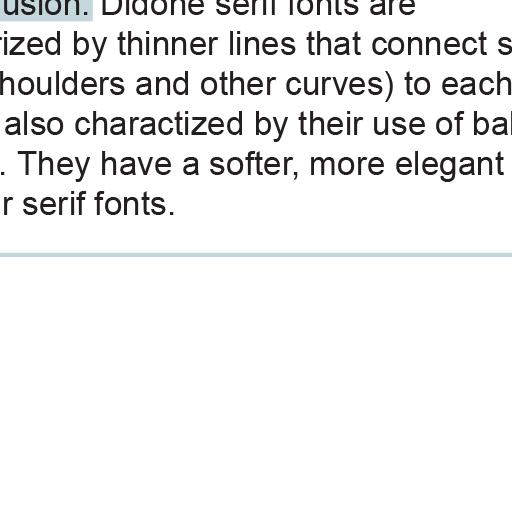 usion. Didone serif fonts are
rized by thinner lines that connect s
houlders and other curves) to each
also charactized by their use of bal
. They have a softer, more elegant
r serif fonts.